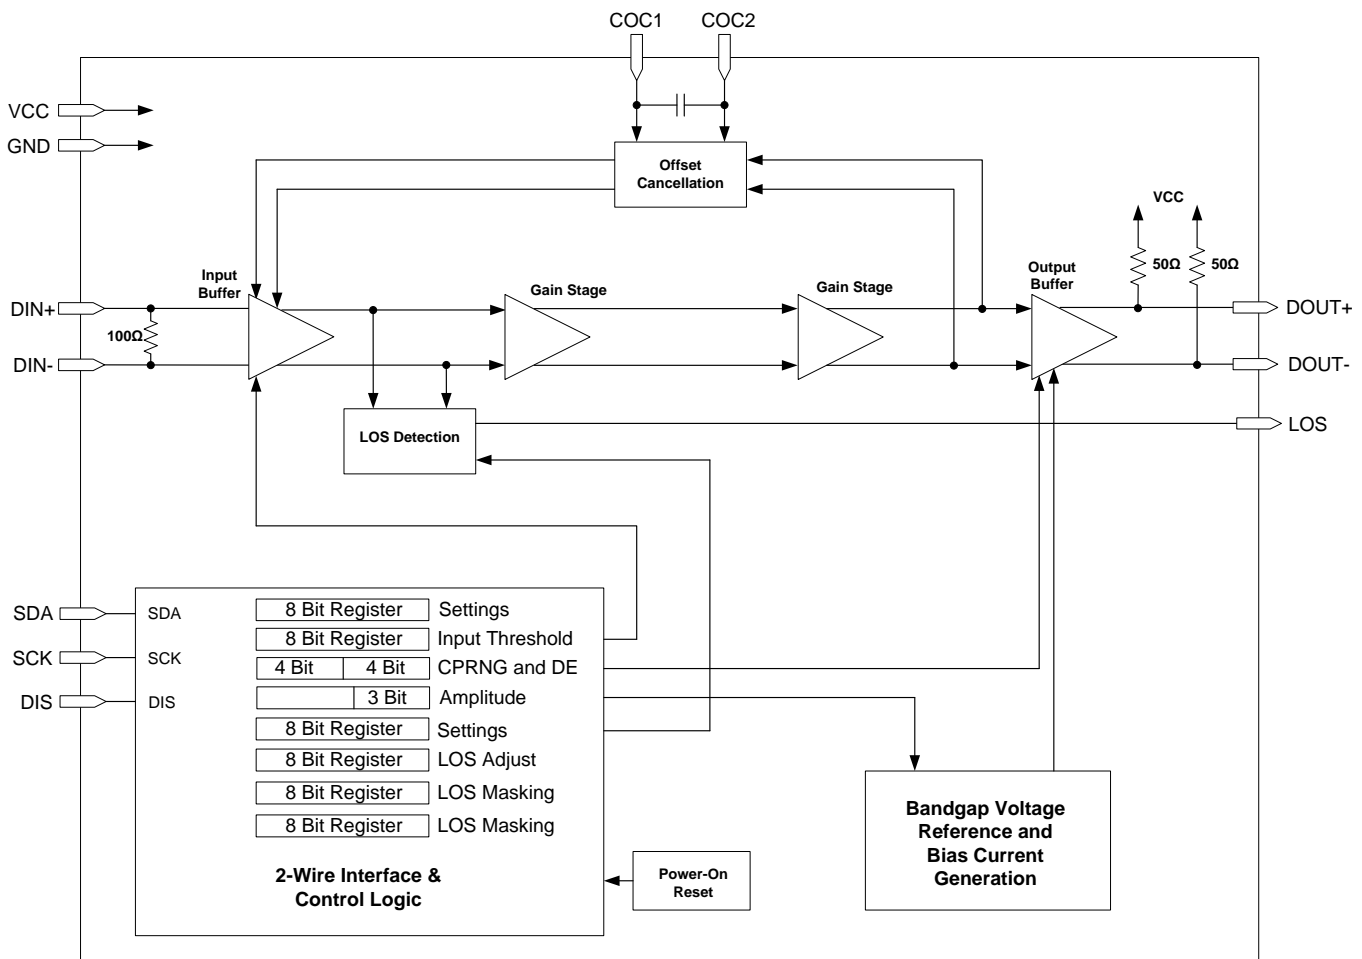 COC1
COC2
VCC
GND
Offset
Cancellation
VCC
50Ω
50Ω
Input
Buffer
Gain Stage
Gain Stage
Output
Buffer
DIN+
100Ω
DIN-
DOUT+
DOUT-
LOS Detection
LOS
SDA
SCK
DIS
SDA
SCK
DIS
8 Bit Register Settings
8 Bit Register Input Threshold
4 Bit 4 Bit CPRNG and DE
3 Bit Amplitude
8 Bit Register Settings
8 Bit Register LOS Adjust
8 Bit Register LOS Masking
8 Bit Register LOS Masking
2-Wire Interface &
Control Logic
Power-On
Reset
Bandgap Voltage
Reference and
Bias Current
Generation